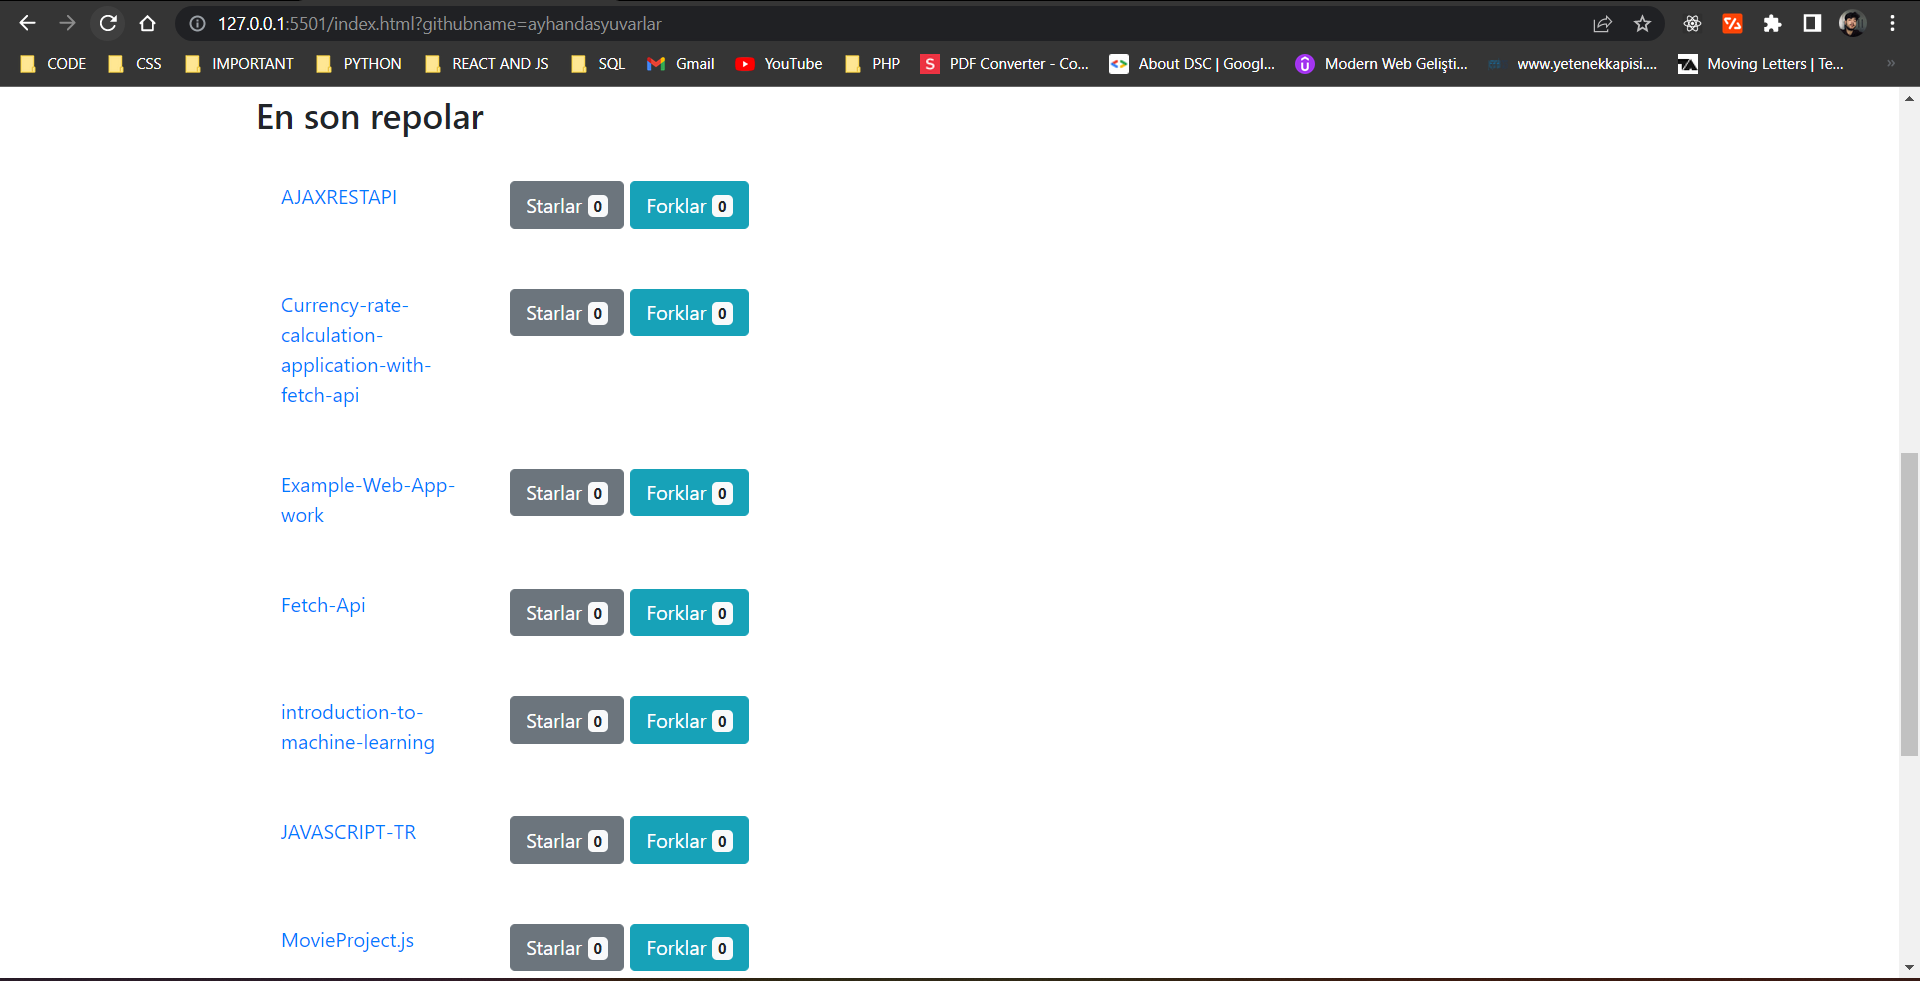 127.0.0.1:5501/index.html?githubname=ayhandasyuvarlar
CODE CSS IMPORTANT PYTHON REACT AND JS SQL Gmail YouTube PHP S PDF Converter - Co... About DSC | Googl... Modern Web Gelişti... www.yetenekkapisi.... Moving Letters | Te... »
En son repolar
AJAXRESTAPI Starlar 0 Forklar 0
Currency-rate- Starlar 0 Forklar 0
calculation-
application-with-
fetch-api
Example-Web-App- Starlar 0 Forklar 0
work
Fetch-Api Starlar 0 Forklar 0
introduction-to- Starlar 0 Forklar 0
machine-learning
JAVASCRIPT-TR Starlar 0 Forklar 0
MovieProject.js Starlar 0 Forklar 0